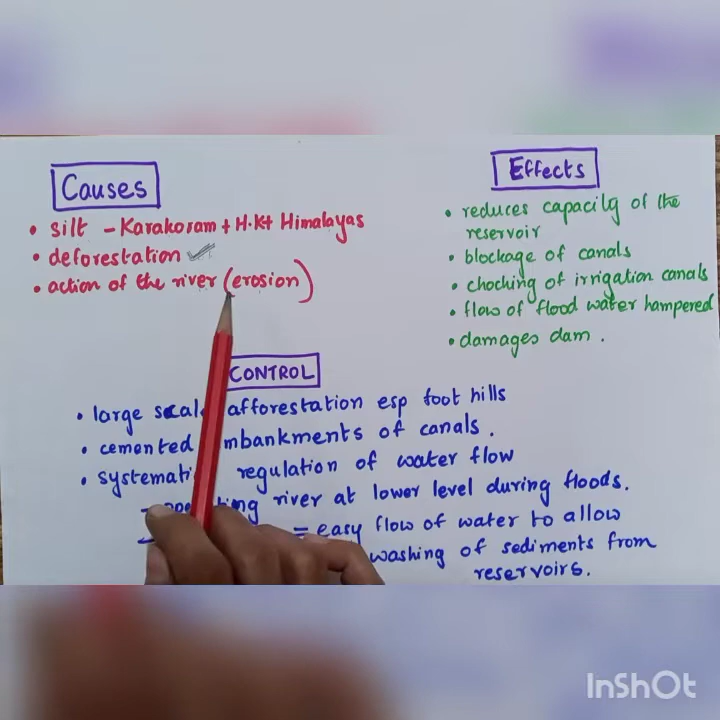 Causes
• silt - Karakoram + H.K+ Himalayas
• deforestation ✓
• action of the river (erosion)
Effects
• reduces capacity of the
reservoir
• blockage of canals
• chocking of irrigation canals
• flow of flood water hampered
• damages dam.
CONTROL
• large scale afforestation esp foot hills
• cemented mbankments of canals.
• systemati regulation of water flow
river at lower level during floods.
= easy flow of water to allow
washing of sediments from
reservoirs.
InShOt